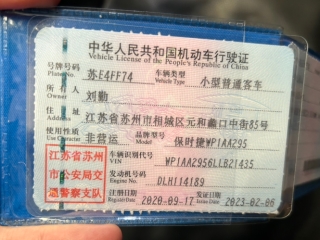 中华人民共和国机动车行驶证
Vehicle License of the People's Republic of China
号牌号码 苏E4FF74 车辆类型 小型普通客车
Plate No. Vehicle Type
所有人 刘勤
Owner
住址 江苏省苏州市相城区元和蠡口中街85号
Address
使用性质 非营运 品牌型号 保时捷WP1AA295
Use Character Model
江苏省苏州市公安局交通警察支队
车辆识别代号 WP1AA2956LLB21435
VIN
发动机号码 DLH114189
Engine No.
注册日期 2020-09-17 发证日期 2023-02-06
Register Date Issue Date